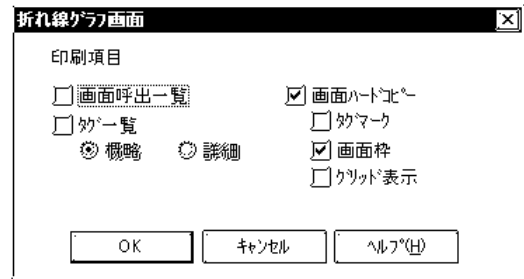 折れ線ｸﾞﾗﾌ画面
印刷項目
画面呼出一覧
ﾀｸﾞ一覧
概略 詳細
画面ﾊｰﾄﾞｺﾋﾟｰ
ﾀｸﾞﾏｰｸ
画面枠
ｸﾞﾘｯﾄﾞ表示
OK ｷｬﾝｾﾙ ﾍﾙﾌﾟ(H)